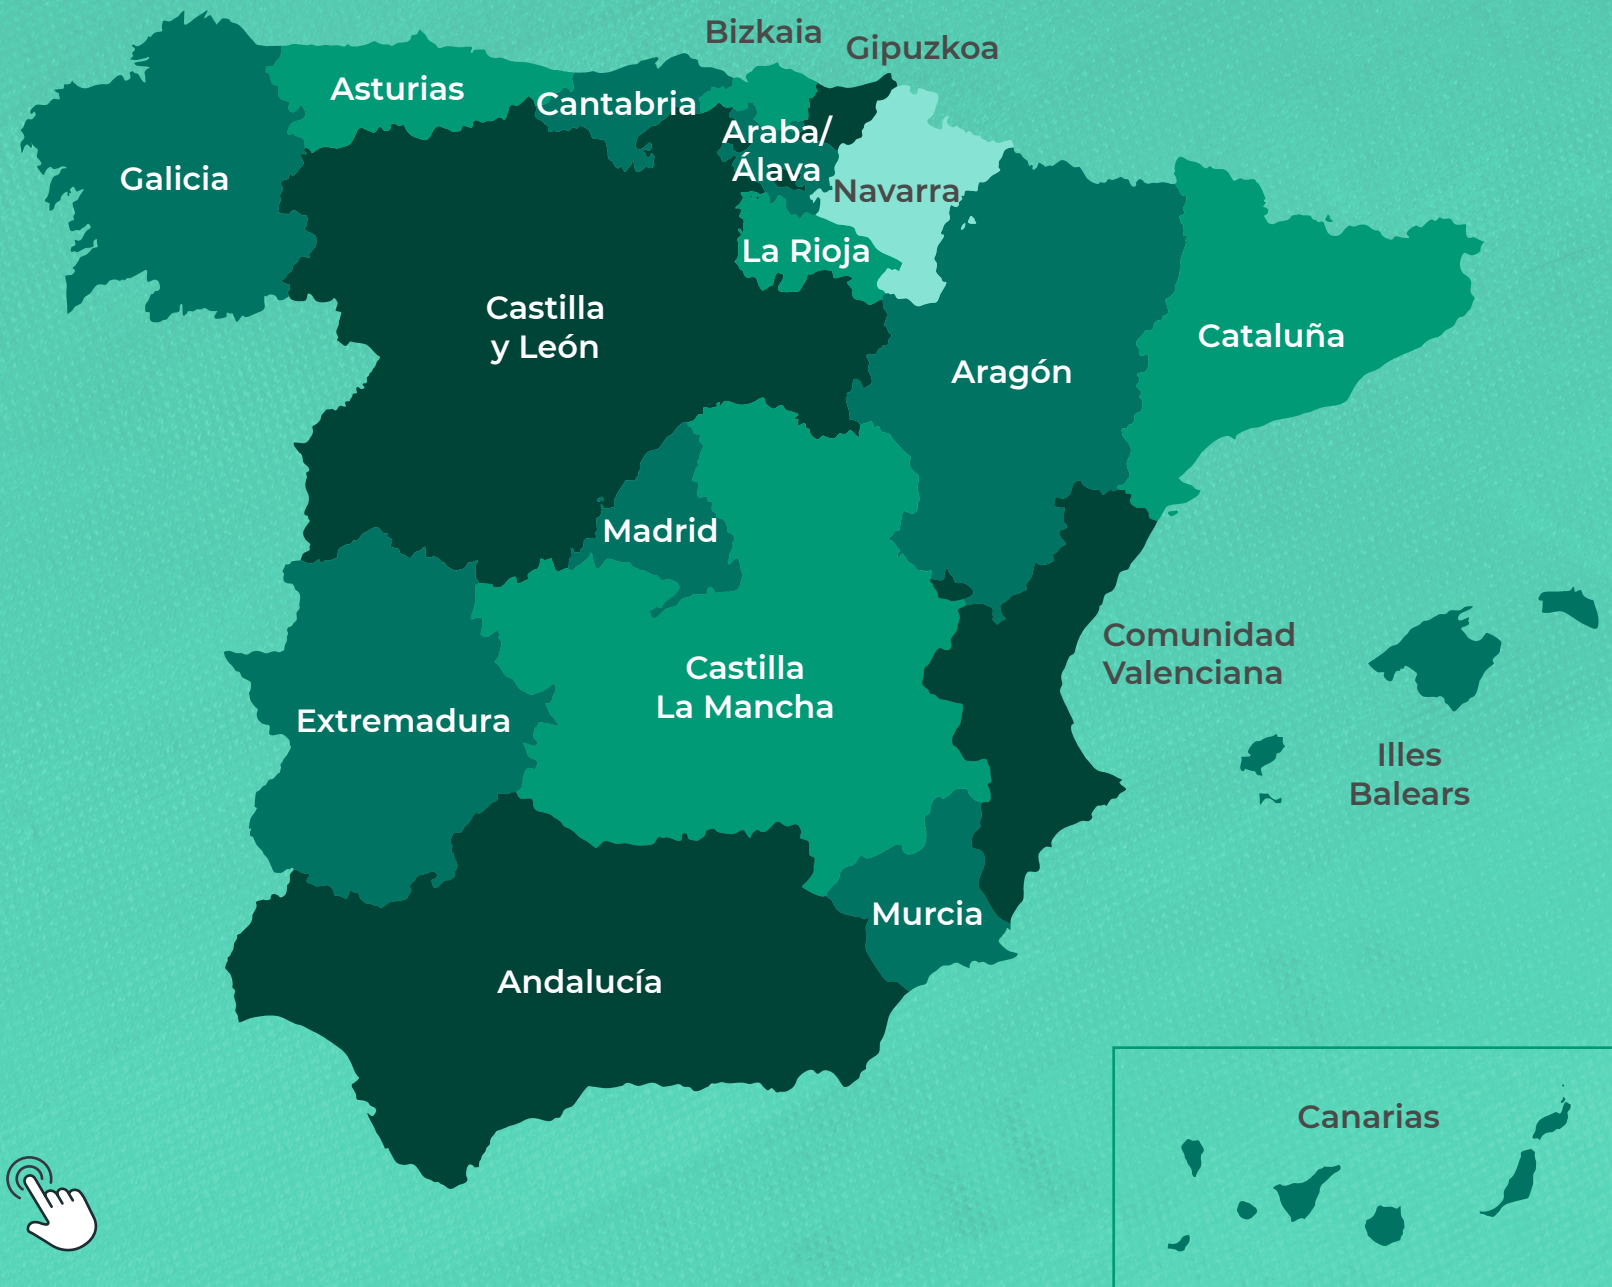 Bizkaia
Gipuzkoa
Asturias
Cantabria
Araba/
Álava
Galicia
Navarra
La Rioja
Castilla
y León
Cataluña
Aragón
Madrid
Comunidad
Valenciana
Castilla
La Mancha
Extremadura
Illes
Balears
Murcia
Andalucía
Canarias